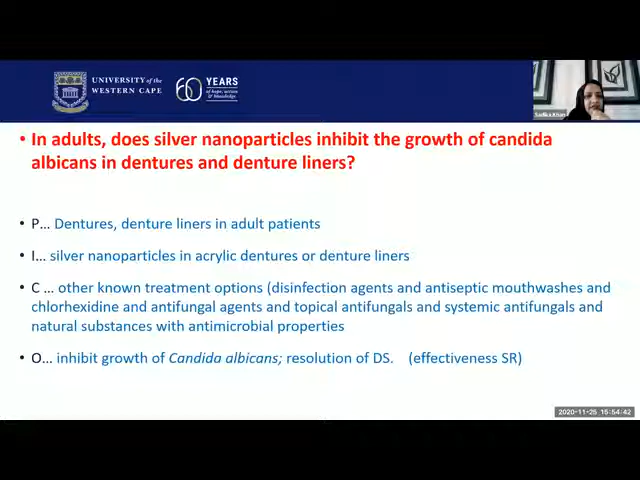 UNIVERSITY of the
WESTERN CAPE
60 YEARS
of hope, action
& knowledge
Sadika Khan
• In adults, does silver nanoparticles inhibit the growth of candida
albicans in dentures and denture liners?
• P... Dentures, denture liners in adult patients
• I... silver nanoparticles in acrylic dentures or denture liners
• C ... other known treatment options (disinfection agents and antiseptic mouthwashes and
chlorhexidine and antifungal agents and topical antifungals and systemic antifungals and
natural substances with antimicrobial properties
• O... inhibit growth of Candida albicans; resolution of DS. (effectiveness SR)
2020-11-25 15:54:42